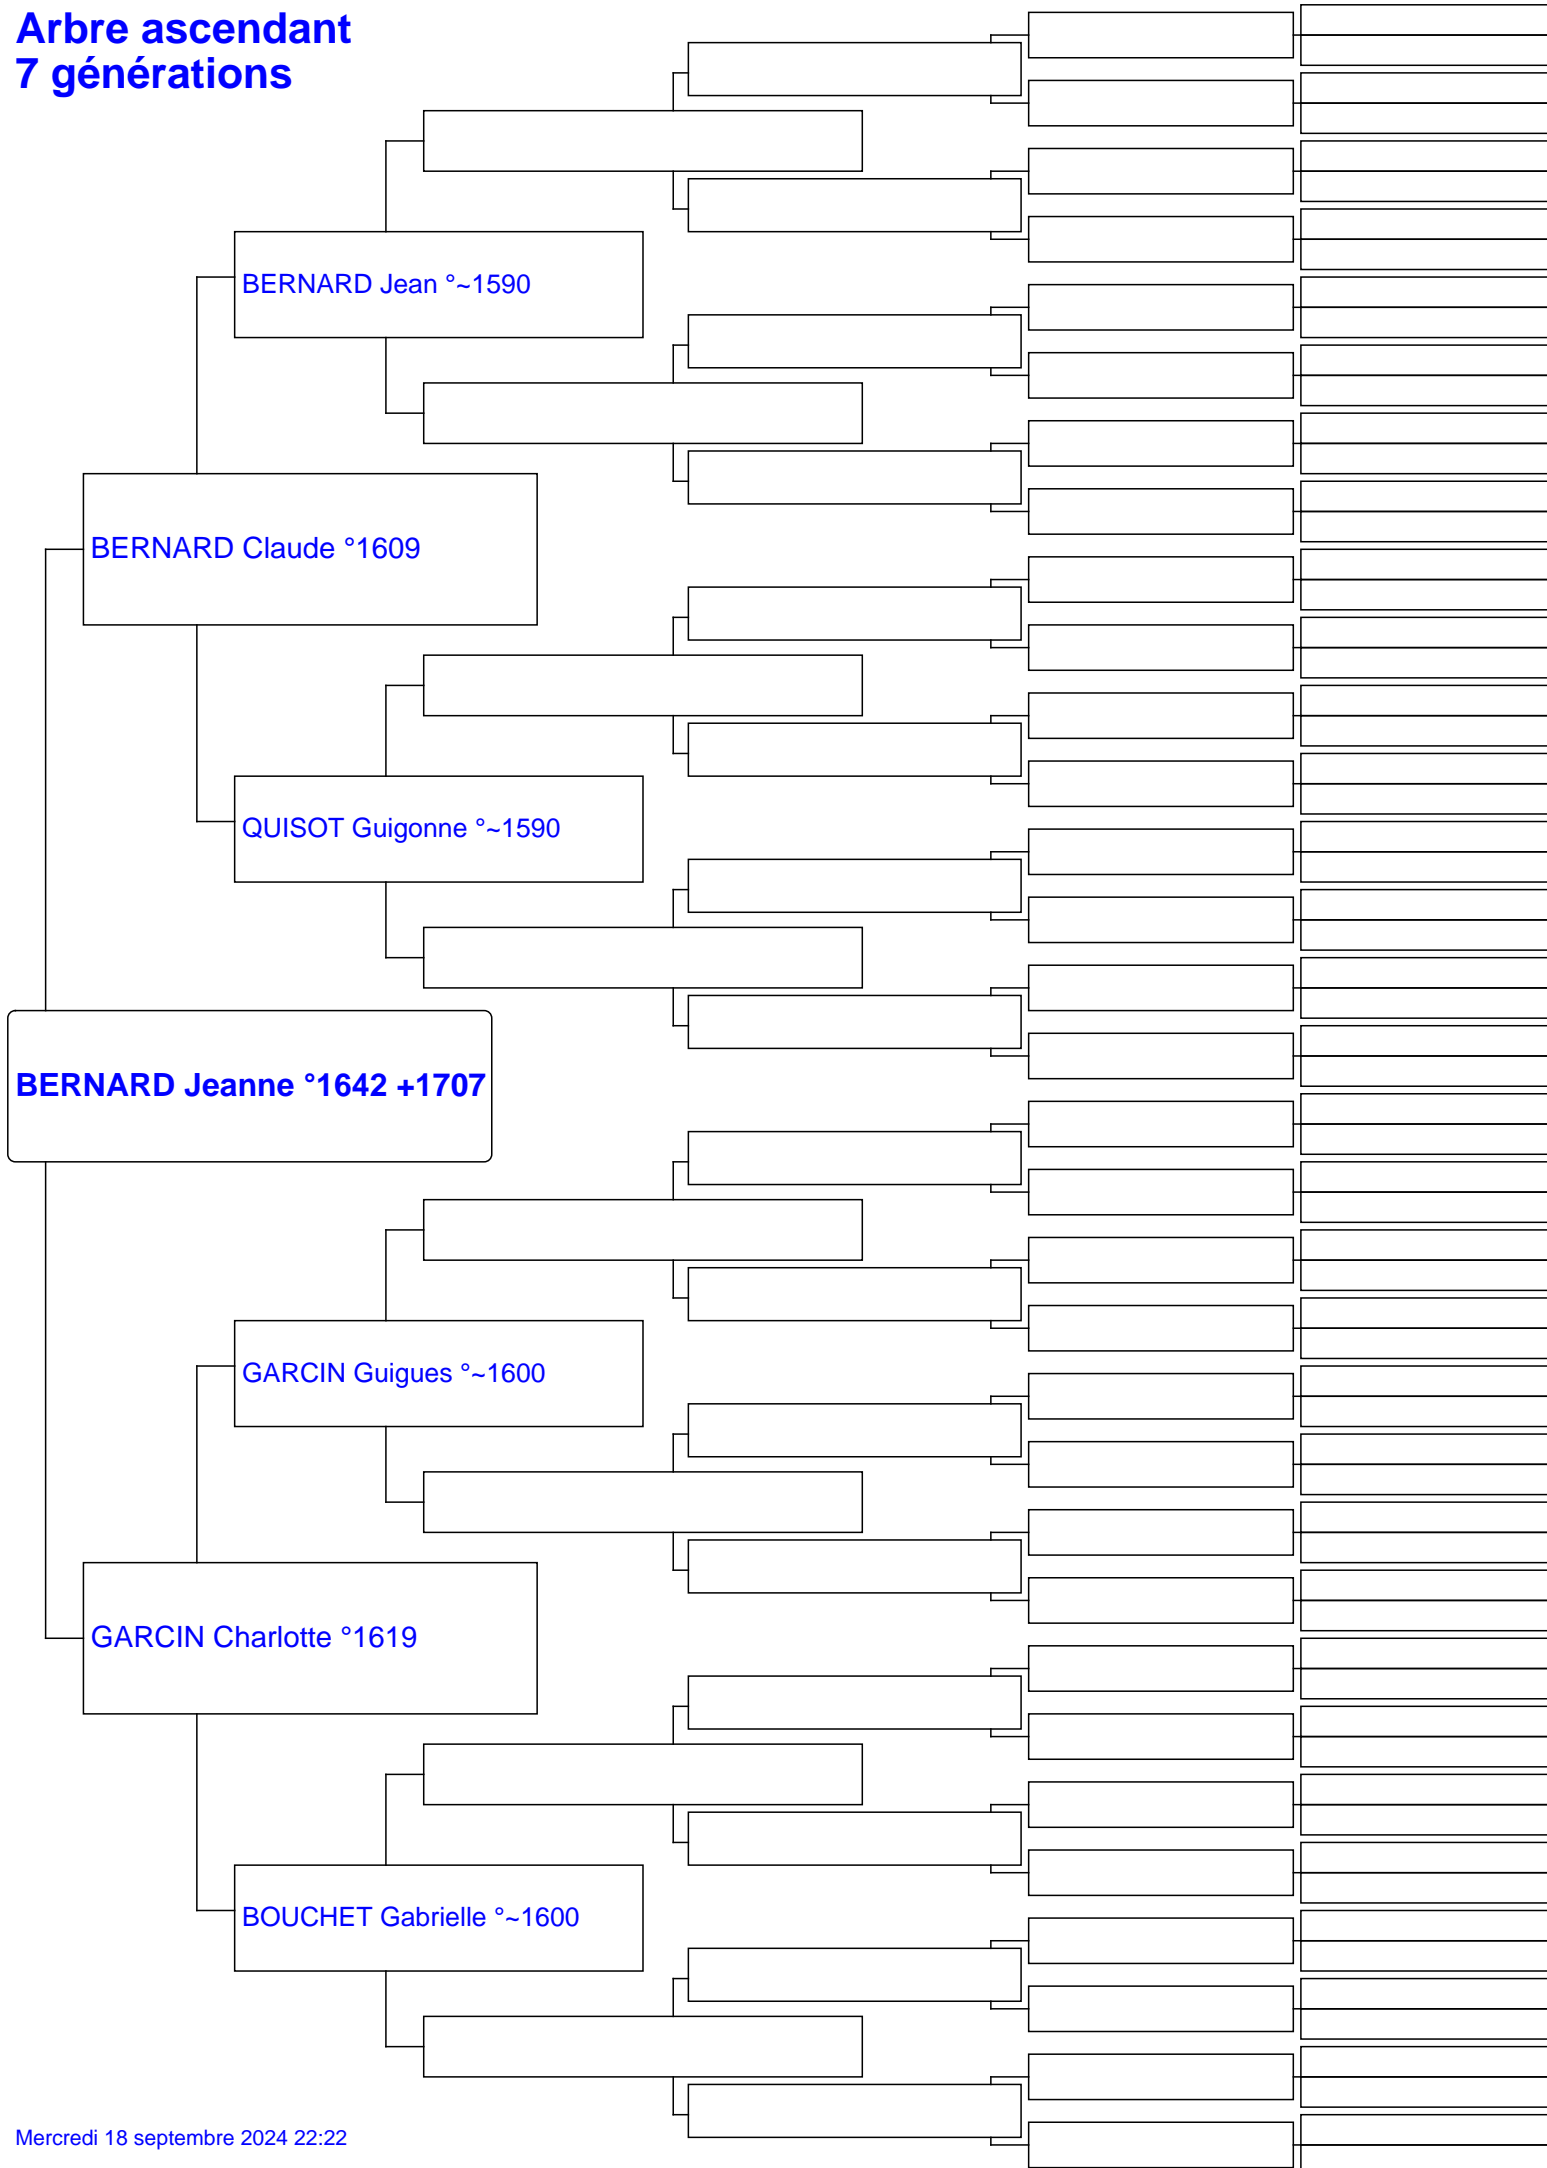 Arbre ascendant
7 générations
BERNARD Jean °~1590
BERNARD Claude °1609
QUISOT Guigonne °~1590
BERNARD Jeanne °1642 +1707
GARCIN Guigues °~1600
GARCIN Charlotte °1619
BOUCHET Gabrielle °~1600
Mercredi 18 septembre 2024 22:22